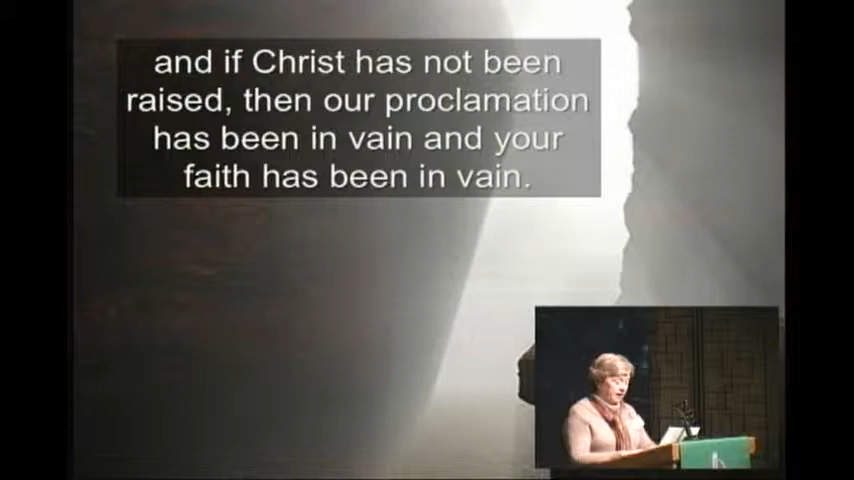 and if Christ has not been
raised, then our proclamation
has been in vain and your
faith has been in vain.